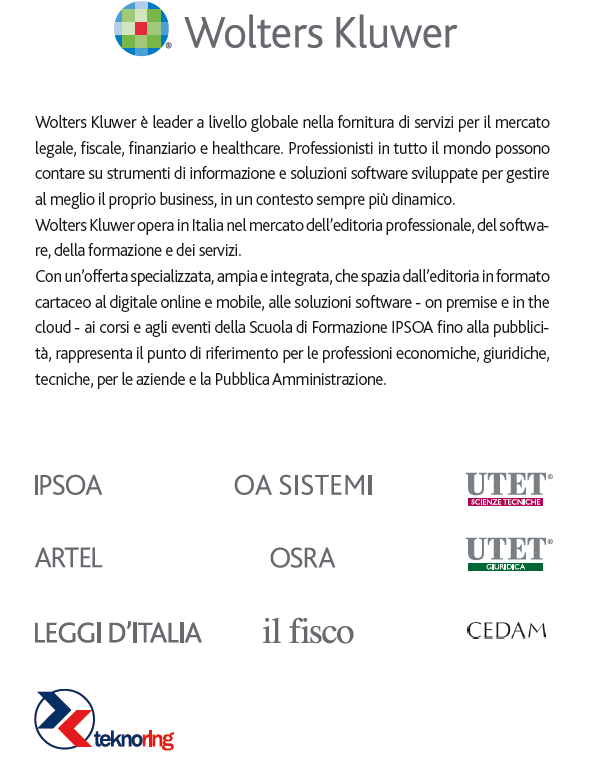 Wolters Kluwer
Wolters Kluwer è leader a livello globale nella fornitura di servizi per il mercato
legale, fiscale, finanziario e healthcare. Professionisti in tutto il mondo possono
contare su strumenti di informazione e soluzioni software sviluppate per gestire
al meglio il proprio business, in un contesto sempre più dinamico.
Wolters Kluwer opera in Italia nel mercato dell’editoria professionale, del softwa-
re, della formazione e dei servizi.
Con un’offerta specializzata, ampia e integrata, che spazia dall’editoria in formato
cartaceo al digitale online e mobile, alle soluzioni software - on premise e in the
cloud - ai corsi e agli eventi della Scuola di Formazione IPSOA fino alla pubblici-
tà, rappresenta il punto di riferimento per le professioni economiche, giuridiche,
tecniche, per le aziende e la Pubblica Amministrazione.
IPSOA OA SISTEMI UTET®
SCIENZE TECNICHE
ARTEL OSRA UTET®
GIURIDICA
LEGGI D’ITALIA il fisco CEDAM
teknoring